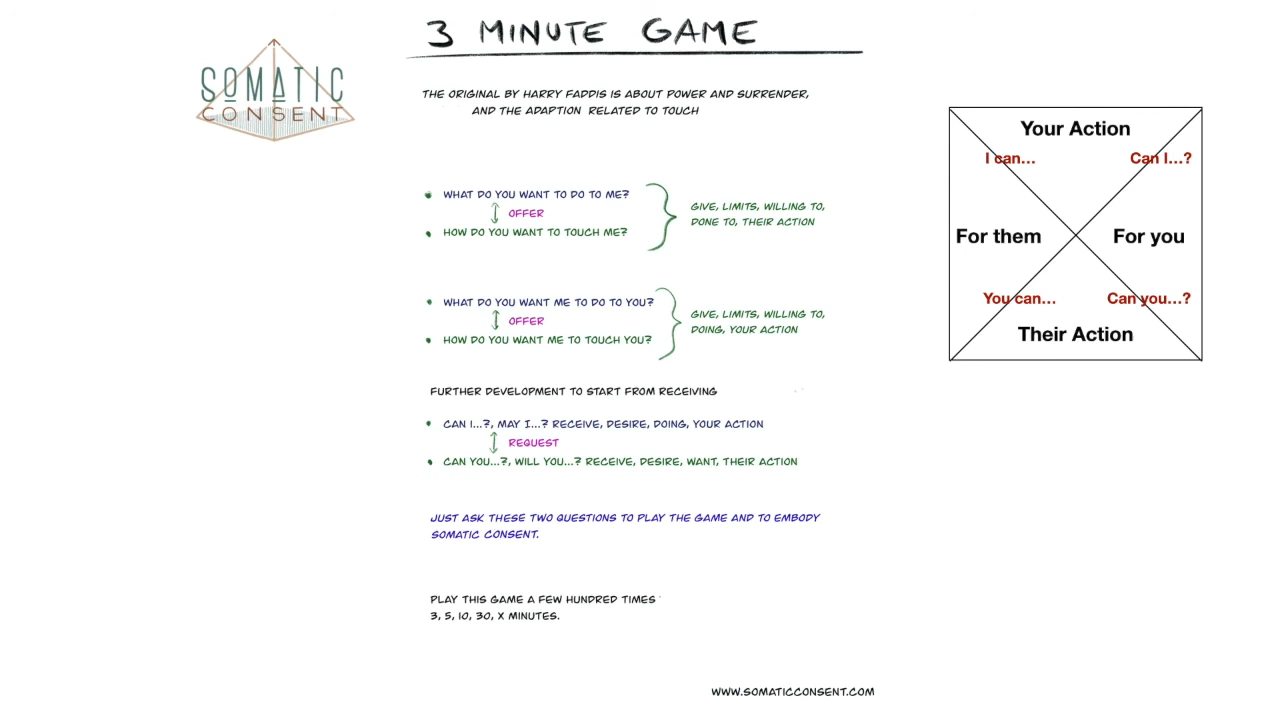 3 MINUTE GAME
SOMATIC
CONSENT
THE ORIGINAL BY HARRY FADDIS IS ABOUT POWER AND SURRENDER,
AND THE ADAPTION RELATED TO TOUCH
WHAT DO YOU WANT TO DO TO ME?
OFFER
HOW DO YOU WANT TO TOUCH ME?
GIVE, LIMITS, WILLING TO,
DONE TO, THEIR ACTION
WHAT DO YOU WANT ME TO DO TO YOU?
OFFER
HOW DO YOU WANT ME TO TOUCH YOU?
GIVE, LIMITS, WILLING TO,
DOING, YOUR ACTION
FURTHER DEVELOPMENT TO START FROM RECEIVING
CAN I...?, MAY I...? RECEIVE, DESIRE, DOING, YOUR ACTION
REQUEST
CAN YOU...?, WILL YOU...? RECEIVE, DESIRE, WANT, THEIR ACTION
JUST ASK THESE TWO QUESTIONS TO PLAY THE GAME AND TO EMBODY
SOMATIC CONSENT.
PLAY THIS GAME A FEW HUNDRED TIMES
3, 5, 10, 30, X MINUTES.
WWW.SOMATICCONSENT.COM
Your Action
I can...
Can I...?
For them
For you
You can...
Can you...?
Their Action